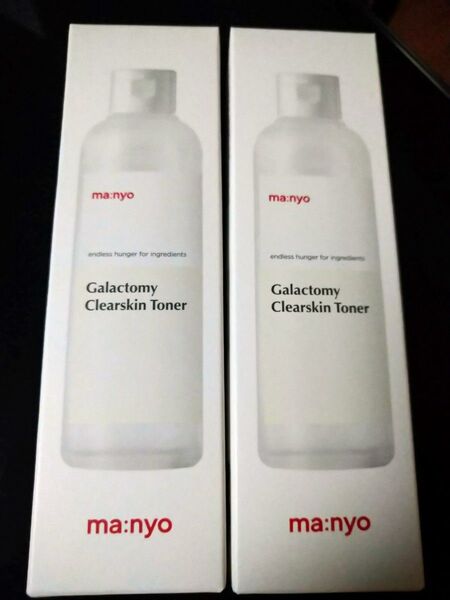 ma:nyo
endless hunger for ingredients
Galactomy
Clearskin Toner
ma:nyo
ma:nyo
endless hunger for ingredients
Galactomy
Clearskin Toner
ma:nyo